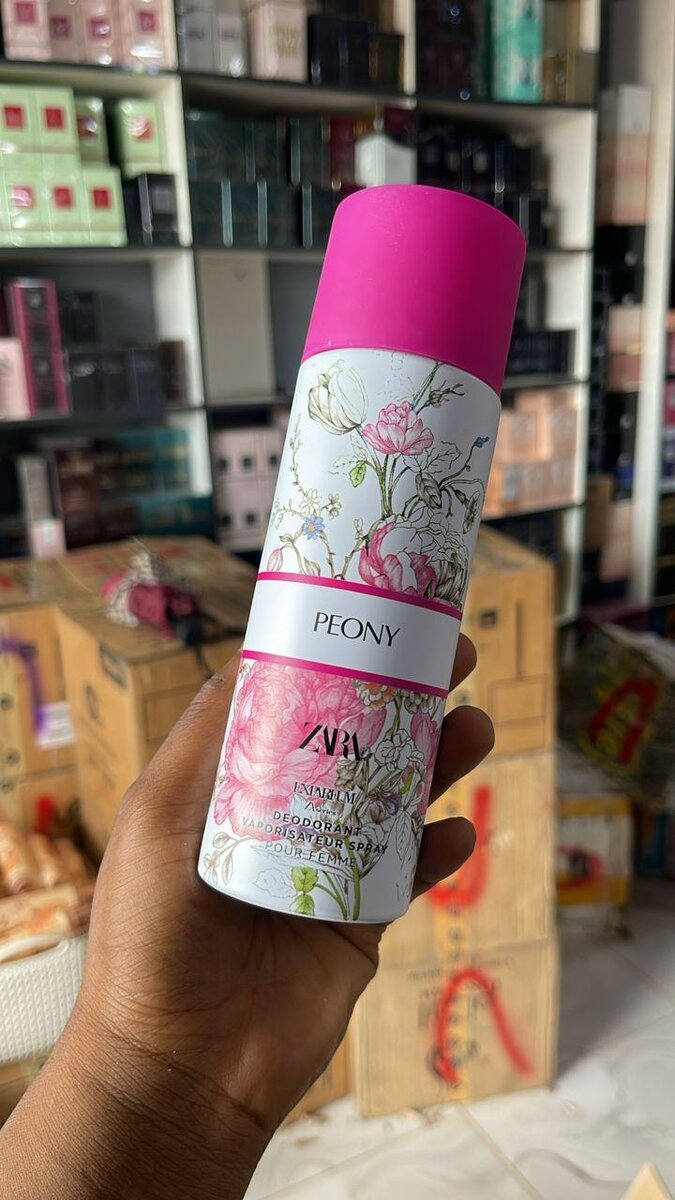 PEONY
ZARA
DEODORANT
VAPORISATEUR SPRAY
POUR FEMME